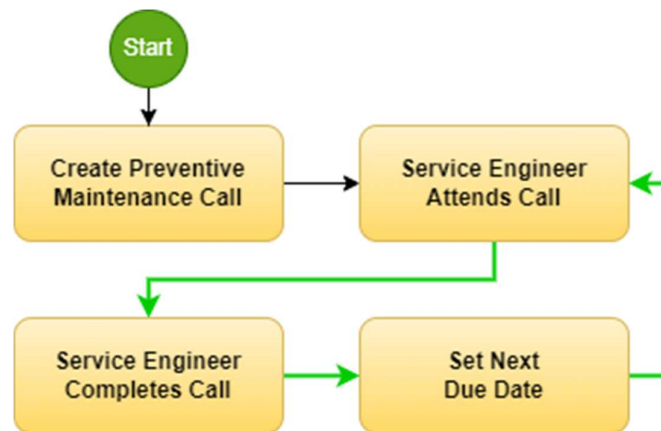 Start
Create Preventive
Maintenance Call
Service Engineer
Attends Call
Service Engineer
Completes Call
Set Next
Due Date